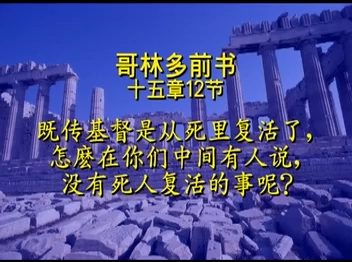 哥林多前书
十五章12节
既传基督是从死里复活了,
怎麽在你们中间有人说,
没有死人复活的事呢?